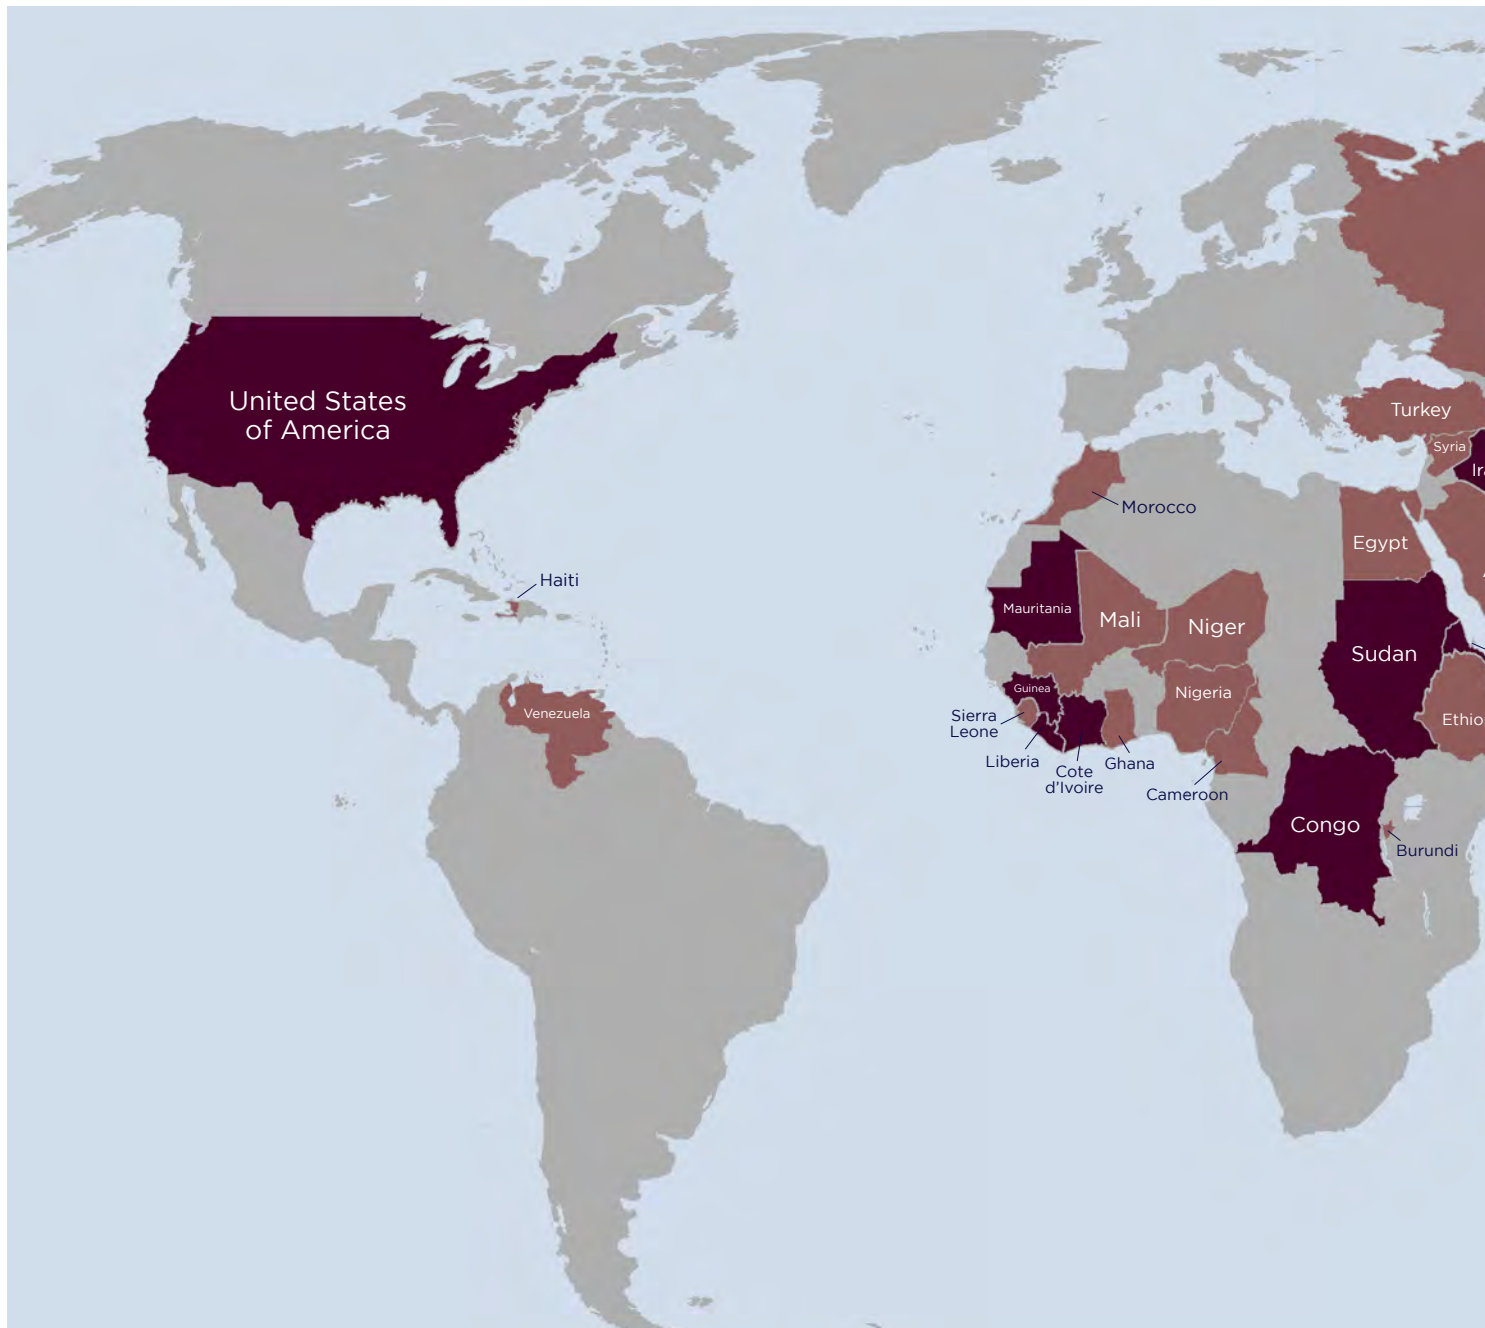 United States
of America
Turkey
Syria
Morocco
Egypt
Haiti
Mauritania
Mali
Niger
Sudan
Guinea
Nigeria
Venezuela
Sierra
Leone
Liberia
Cote
d'Ivoire
Ghana
Cameroon
Congo
Burundi